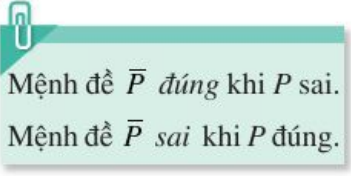 Mệnh đề P̅ đúng khi P sai.
Mệnh đề P̅ sai khi P đúng.